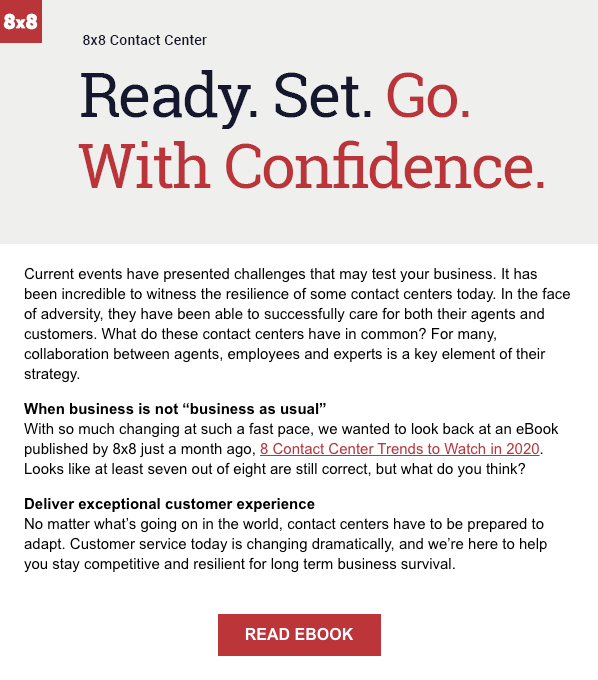 8x8
8x8 Contact Center
Ready. Set. Go.
With Confidence.
Current events have presented challenges that may test your business. It has
been incredible to witness the resilience of some contact centers today. In the face
of adversity, they have been able to successfully care for both their agents and
customers. What do these contact centers have in common? For many,
collaboration between agents, employees and experts is a key element of their
strategy.
When business is not “business as usual”
With so much changing at such a fast pace, we wanted to look back at an eBook
published by 8x8 just a month ago, 8 Contact Center Trends to Watch in 2020.
Looks like at least seven out of eight are still correct, but what do you think?
Deliver exceptional customer experience
No matter what’s going on in the world, contact centers have to be prepared to
adapt. Customer service today is changing dramatically, and we’re here to help
you stay competitive and resilient for long term business survival.
READ EBOOK